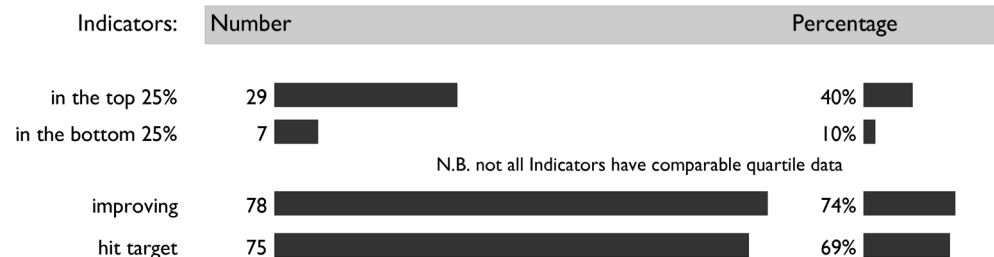 Indicators: Number Percentage
in the top 25% 29 40%
in the bottom 25% 7 10%
N.B. not all Indicators have comparable quartile data
improving 78 74%
hit target 75 69%